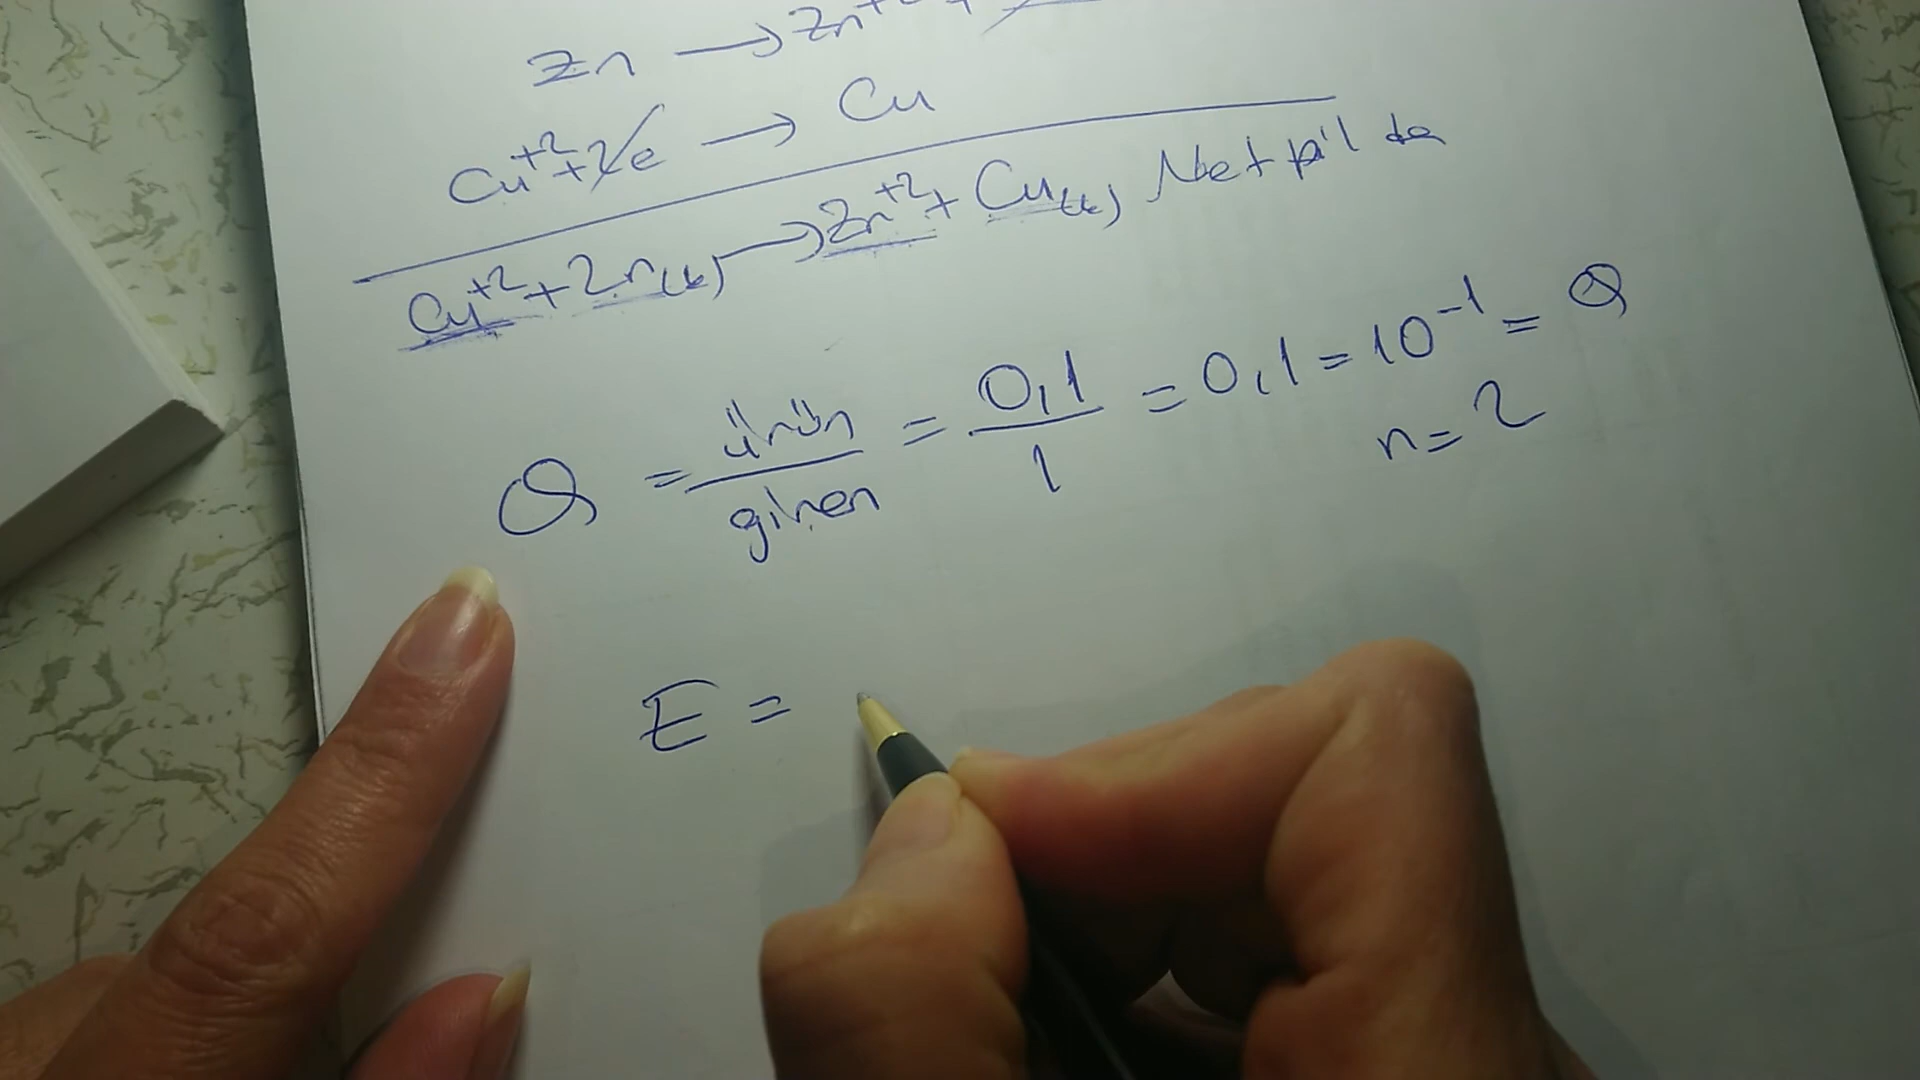 Zn → Zn+2 +
Cu+2 + 2e → Cu
Cu+2 + Zn(k) → Zn+2 + Cu(k) Net pil de
Q = ürün/giren = 0,1/1 = 0,1 = 10-1 = Q
n = 2
E =